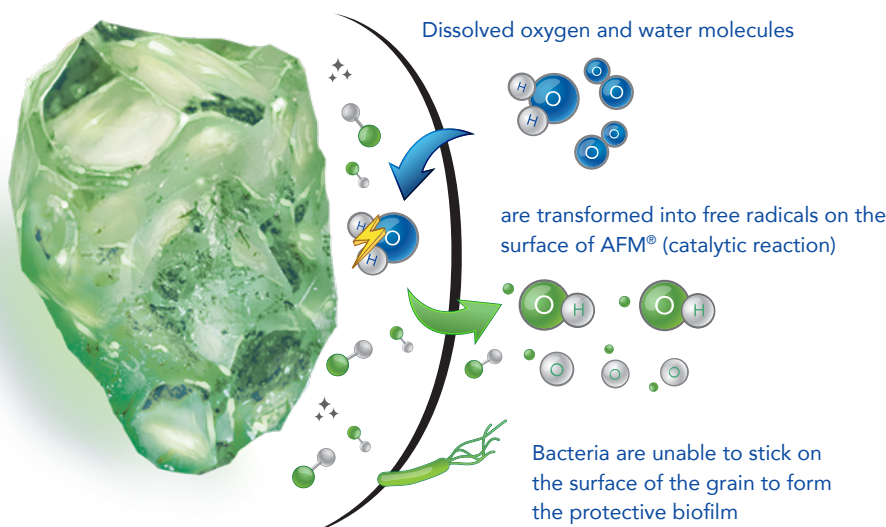 Dissolved oxygen and water molecules
O
O
H
O
H
O
O
are transformed into free radicals on the
surface of AFM® (catalytic reaction)
H
O
H
O
H
O
H
O
O
O
Bacteria are unable to stick on
the surface of the grain to form
the protective biofilm